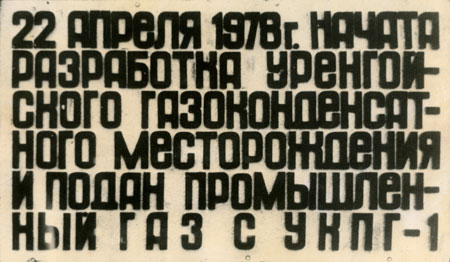 22 АПРЕЛЯ 1978г. НАЧАТА
РАЗРАБОТКА УРЕНГОЙ-
СКОГО ГАЗОКОНДЕНСАТ-
НОГО МЕСТОРОЖДЕНИЯ
И ПОДАН ПРОМЫШЛЕН-
НЫЙ ГАЗ С УКПГ-1